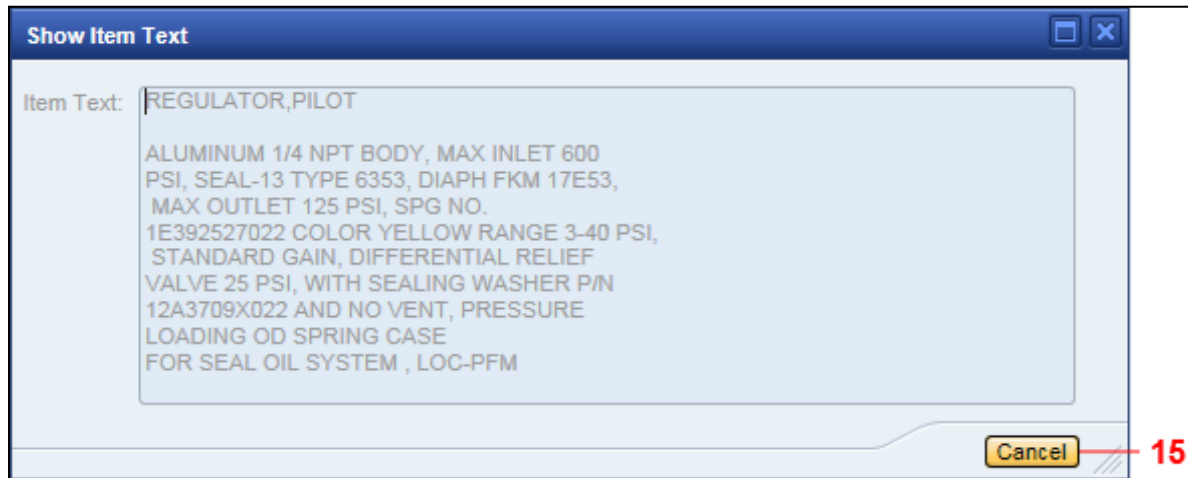 Show Item Text
Item Text: REGULATOR,PILOT
ALUMINUM 1/4 NPT BODY, MAX INLET 600
PSI, SEAL-13 TYPE 6353, DIAPH FKM 17E53,
MAX OUTLET 125 PSI, SPG NO.
1E392527022 COLOR YELLOW RANGE 3-40 PSI,
STANDARD GAIN, DIFFERENTIAL RELIEF
VALVE 25 PSI, WITH SEALING WASHER P/N
12A3709X022 AND NO VENT, PRESSURE
LOADING OD SPRING CASE
FOR SEAL OIL SYSTEM , LOC-PFM
Cancel 15